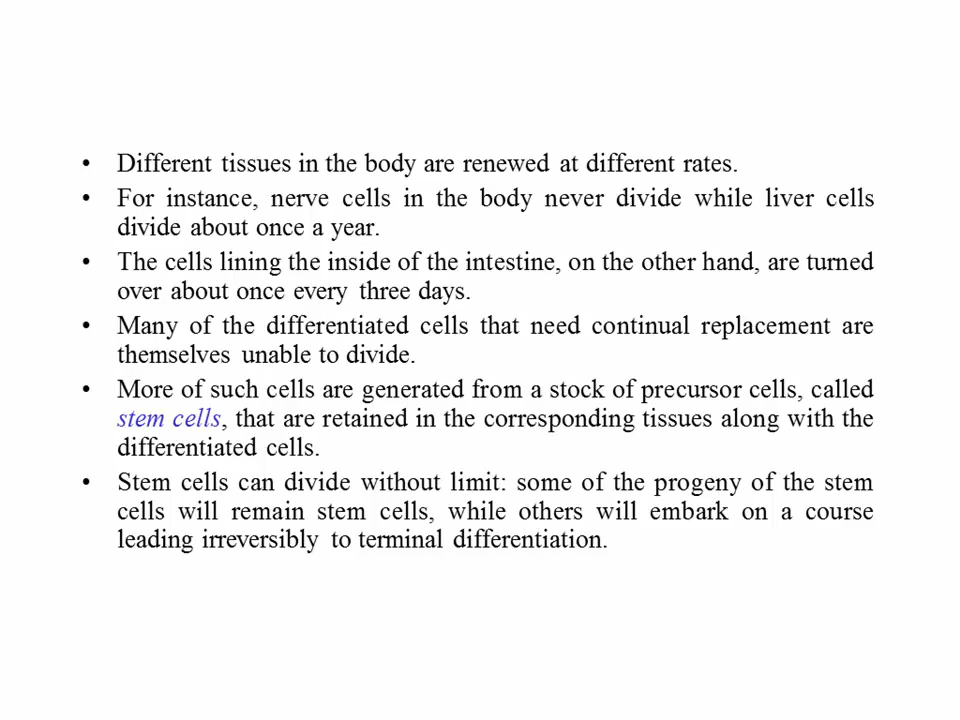 • Different tissues in the body are renewed at different rates.
• For instance, nerve cells in the body never divide while liver cells
divide about once a year.
• The cells lining the inside of the intestine, on the other hand, are turned
over about once every three days.
• Many of the differentiated cells that need continual replacement are
themselves unable to divide.
• More of such cells are generated from a stock of precursor cells, called
stem cells, that are retained in the corresponding tissues along with the
differentiated cells.
• Stem cells can divide without limit: some of the progeny of the stem
cells will remain stem cells, while others will embark on a course
leading irreversibly to terminal differentiation.